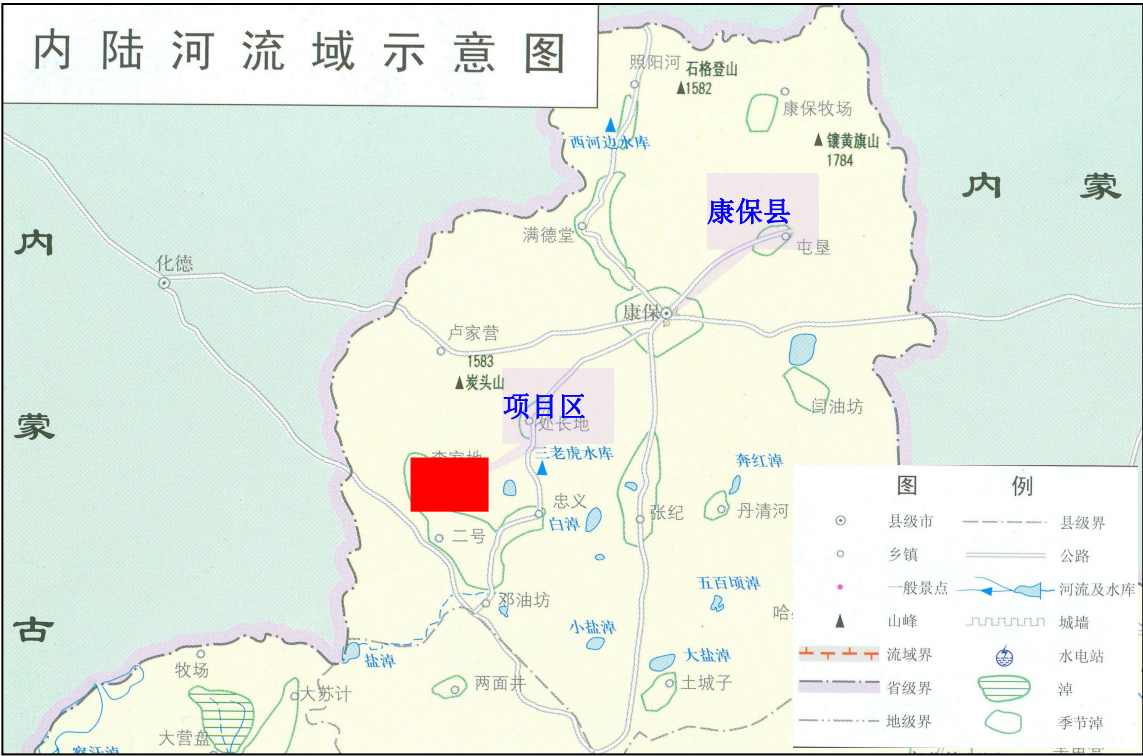 内陆河流域示意图
照阳河
石格登山
1582
康保牧场
西河边水库
镶黄旗山
1784
内 蒙
康保县
内
满德堂
屯垦
化德
康保
卢家营
1583
炭头山
闫油坊
项目区
处长地
蒙
三老虎水库
奔红淖
忠义
白淖
张纪
丹清河
二号
邓油坊
五百顷淖
小盐淖
古
盐淖
大盐淖
牧场
大苏计
两面井
土城子
大营盘
察汗淖
图 例
县级市
县级界
乡镇
公路
一般景点
河流及水库
山峰
城墙
流域界
水电站
省级界
淖
地级界
季节淖